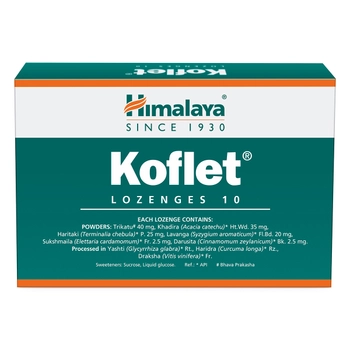 Himalaya®
SINCE 1930
Koflet®
LOZENGES 10
EACH LOZENGE CONTAINS:
POWDERS: Trikatu# 40 mg, Khadira (Acacia catechu)* Ht.Wd. 35 mg,
Haritaki (Terminalia chebula)* P. 25 mg, Lavanga (Syzygium aromaticum)* Fl.Bd. 20 mg,
Sukshmaila (Elettaria cardamomum)* Fr. 2.5 mg, Darusita (Cinnamomum zeylanicum)* Bk. 2.5 mg.
Processed in Yashti (Glycyrrhiza glabra)* Rt., Haridra (Curcuma longa)* Rz.,
Draksha (Vitis vinifera)* Fr.
Sweeteners: Sucrose, Liquid glucose. Ref.: * API # Bhava Prakasha